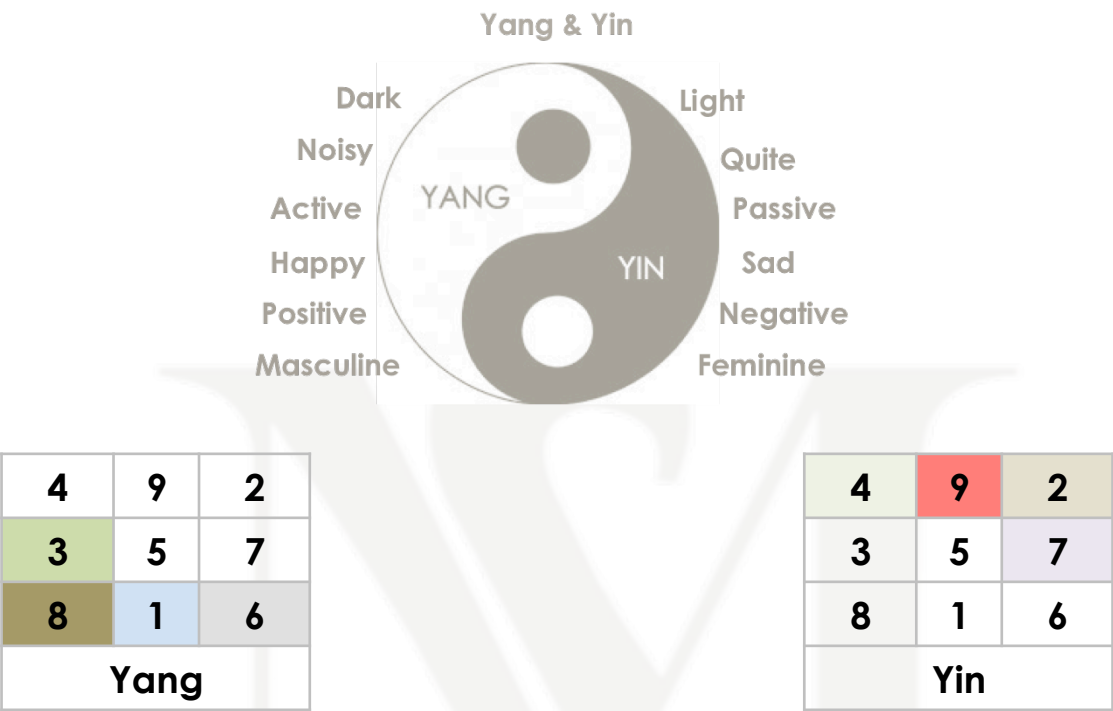 Yang & Yin
Dark
Light
Noisy
Quite
Active
Passive
YANG
Happy
Sad
YIN
Positive
Negative
Masculine
Feminine
4 9 2
3 5 7
8 1 6
Yang
4 9 2
3 5 7
8 1 6
Yin